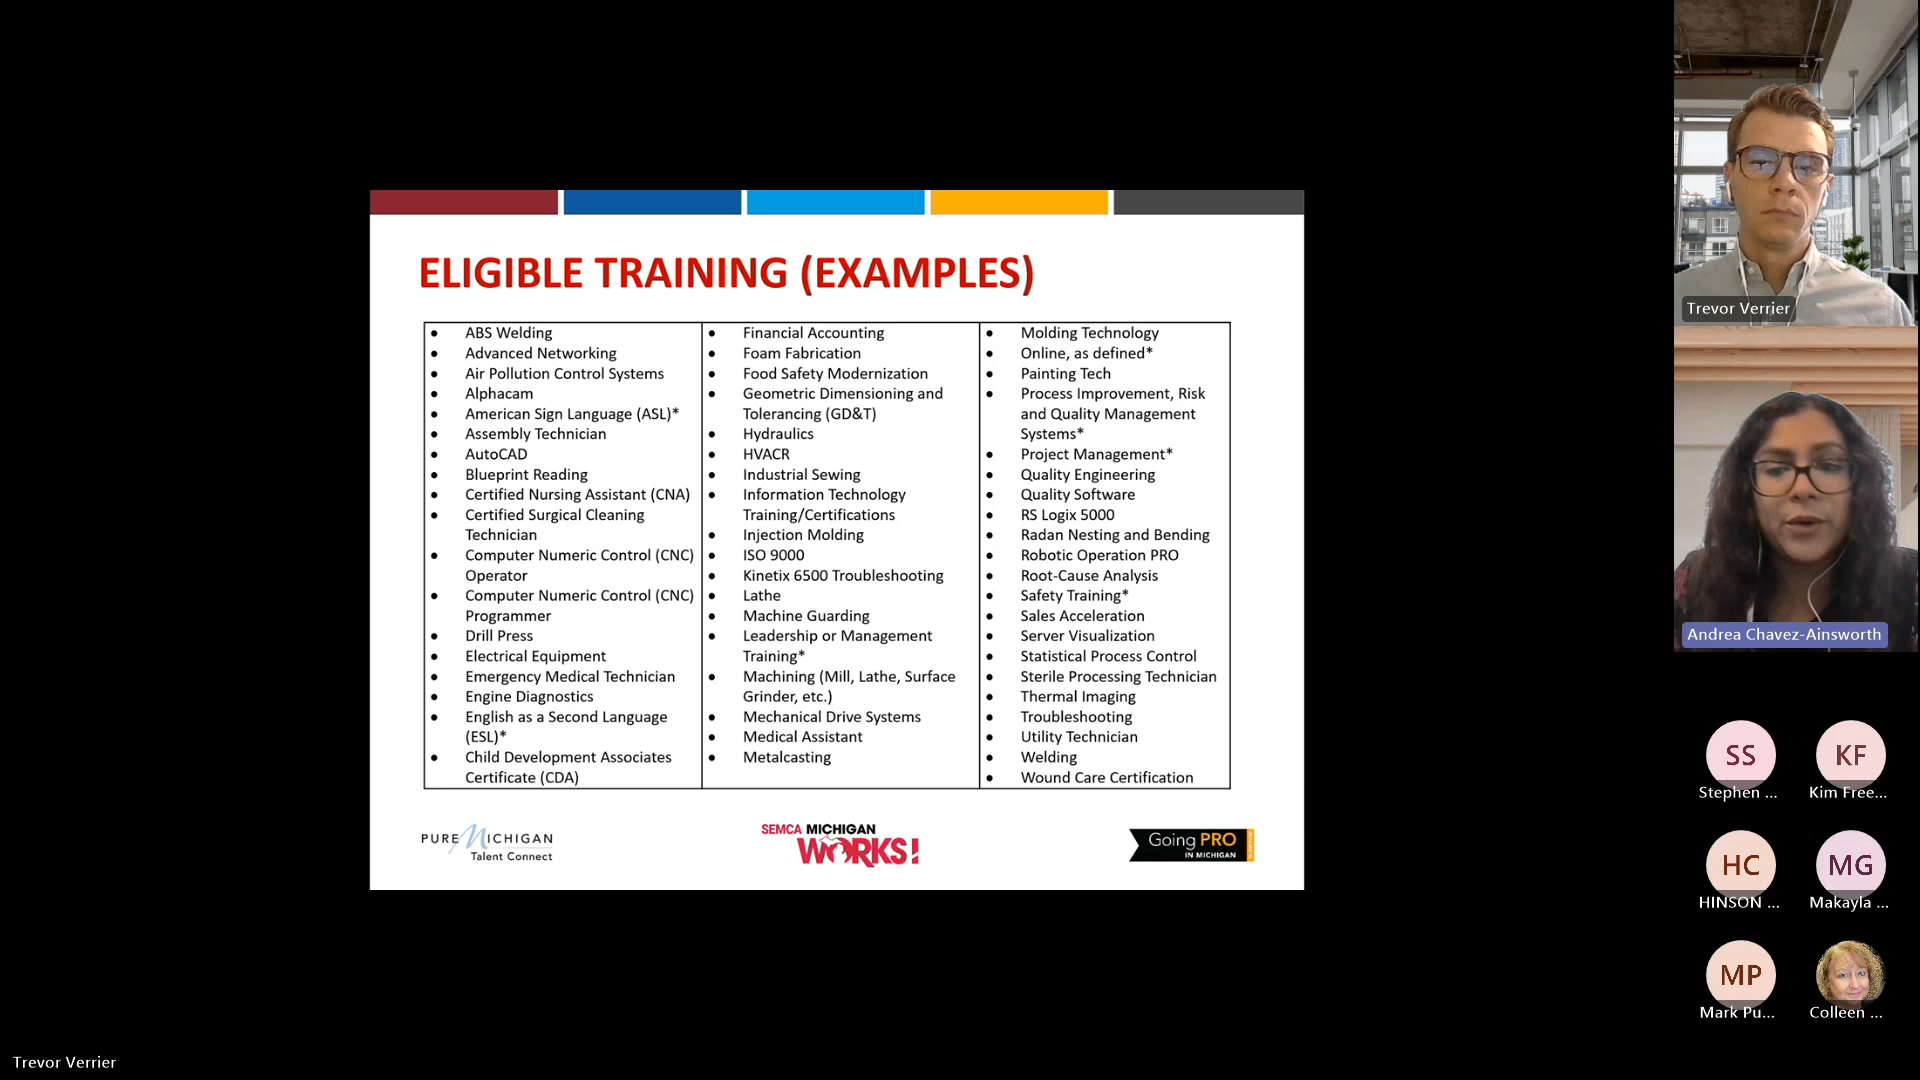 ELIGIBLE TRAINING (EXAMPLES)
ABS Welding
Advanced Networking
Air Pollution Control Systems
Alphacam
American Sign Language (ASL)*
Assembly Technician
AutoCAD
Blueprint Reading
Certified Nursing Assistant (CNA)
Certified Surgical Cleaning
Technician
Computer Numeric Control (CNC)
Operator
Computer Numeric Control (CNC)
Programmer
Drill Press
Electrical Equipment
Emergency Medical Technician
Engine Diagnostics
English as a Second Language
(ESL)*
Child Development Associates
Certificate (CDA)
Financial Accounting
Foam Fabrication
Food Safety Modernization
Geometric Dimensioning and
Tolerancing (GD&T)
Hydraulics
HVACR
Industrial Sewing
Information Technology
Training/Certifications
Injection Molding
ISO 9000
Kinetix 6500 Troubleshooting
Lathe
Machine Guarding
Leadership or Management
Training*
Machining (Mill, Lathe, Surface
Grinder, etc.)
Mechanical Drive Systems
Medical Assistant
Metalcasting
Molding Technology
Online, as defined*
Painting Tech
Process Improvement, Risk
and Quality Management
Systems*
Project Management*
Quality Engineering
Quality Software
RS Logix 5000
Radan Nesting and Bending
Robotic Operation PRO
Root-Cause Analysis
Safety Training*
Sales Acceleration
Server Visualization
Statistical Process Control
Sterile Processing Technician
Thermal Imaging
Troubleshooting
Utility Technician
Welding
Wound Care Certification
PURE MICHIGAN
Talent Connect
SEMCA MICHIGAN
WORKS!
Going PRO
IN MICHIGAN
Trevor Verrier
Andrea Chavez-Ainsworth
SS
Stephen ...
KF
Kim Free...
HC
HINSON ...
MG
Makayla ...
MP
Mark Pu...
Colleen ...
Trevor Verrier